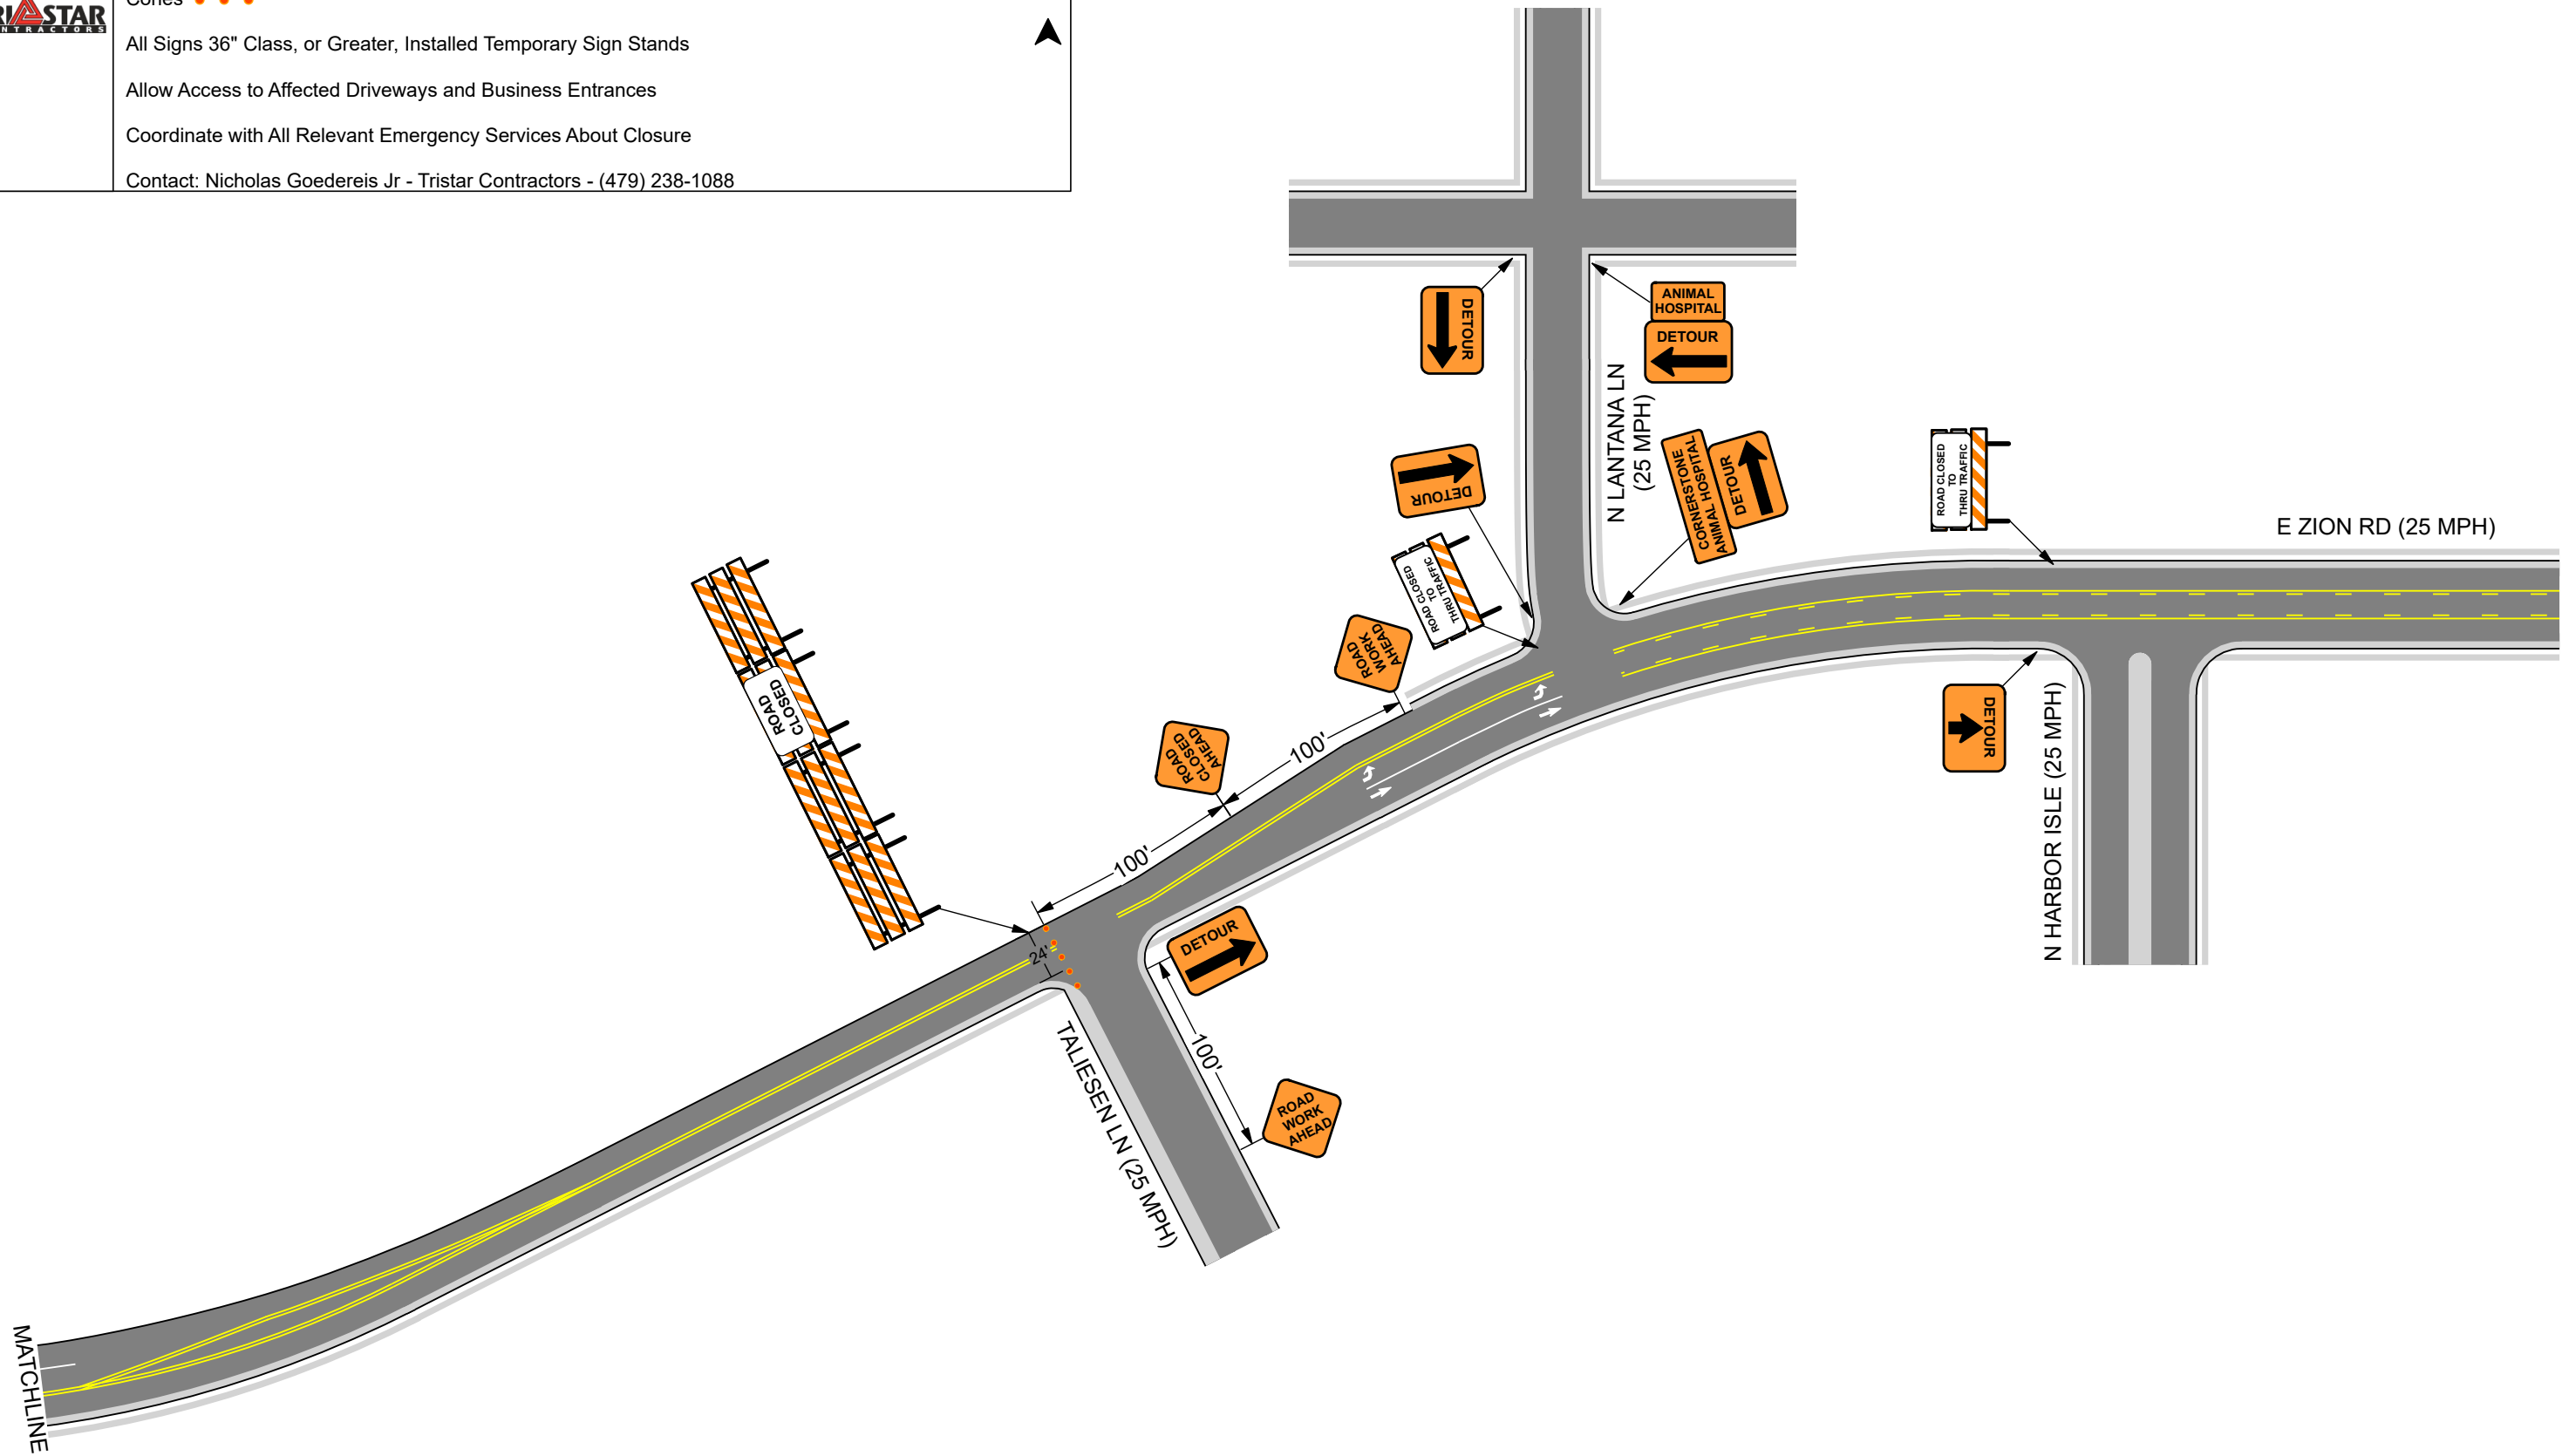 STAR
NTRACTORS
Cones
All Signs 36" Class, or Greater, Installed Temporary Sign Stands
Allow Access to Affected Driveways and Business Entrances
Coordinate with All Relevant Emergency Services About Closure
Contact: Nicholas Goedereis Jr - Tristar Contractors - (479) 238-1088
DETOUR
ANIMAL
HOSPITAL
DETOUR
N LANTANA LN
(25 MPH)
DETOUR
CORNERSTONE
ANIMAL HOSPITAL
DETOUR
ROAD CLOSED
TO
THRU TRAFFIC
E ZION RD (25 MPH)
ROAD CLOSED
TO
THRU TRAFFIC
ROAD
WORK
AHEAD
ROAD
CLOSED
ROAD
CLOSED
AHEAD
100'
100'
DETOUR
N HARBOR ISLE (25 MPH)
24'
DETOUR
100'
TALIESEN LN (25 MPH)
ROAD
WORK
AHEAD
MATCHLINE